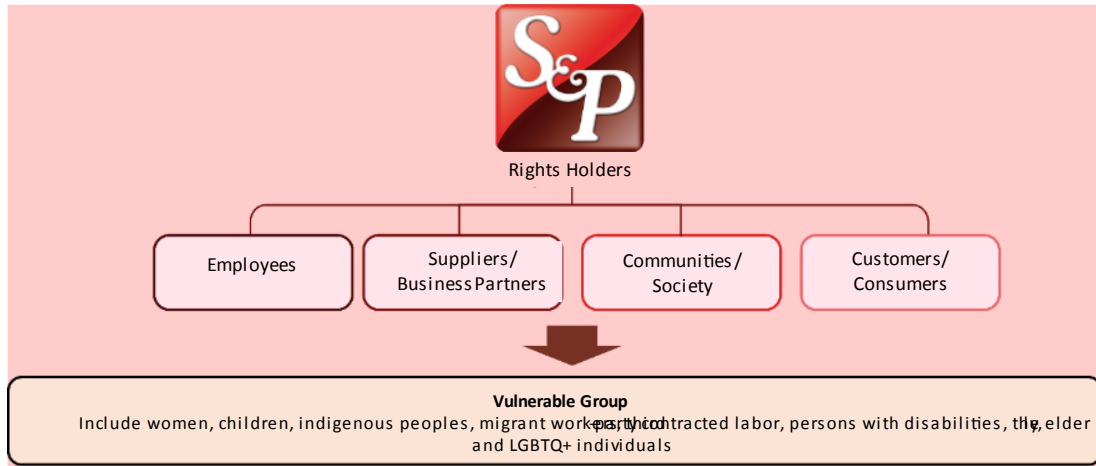 S&P
Rights Holders
Employees
Suppliers/
Business Partners
Communities/
Society
Customers/
Consumers
Vulnerable Group
Include women, children, indigenous peoples, migrant workers, third-party contracted labor, persons with disabilities, the elderly,
and LGBTQ+ individuals